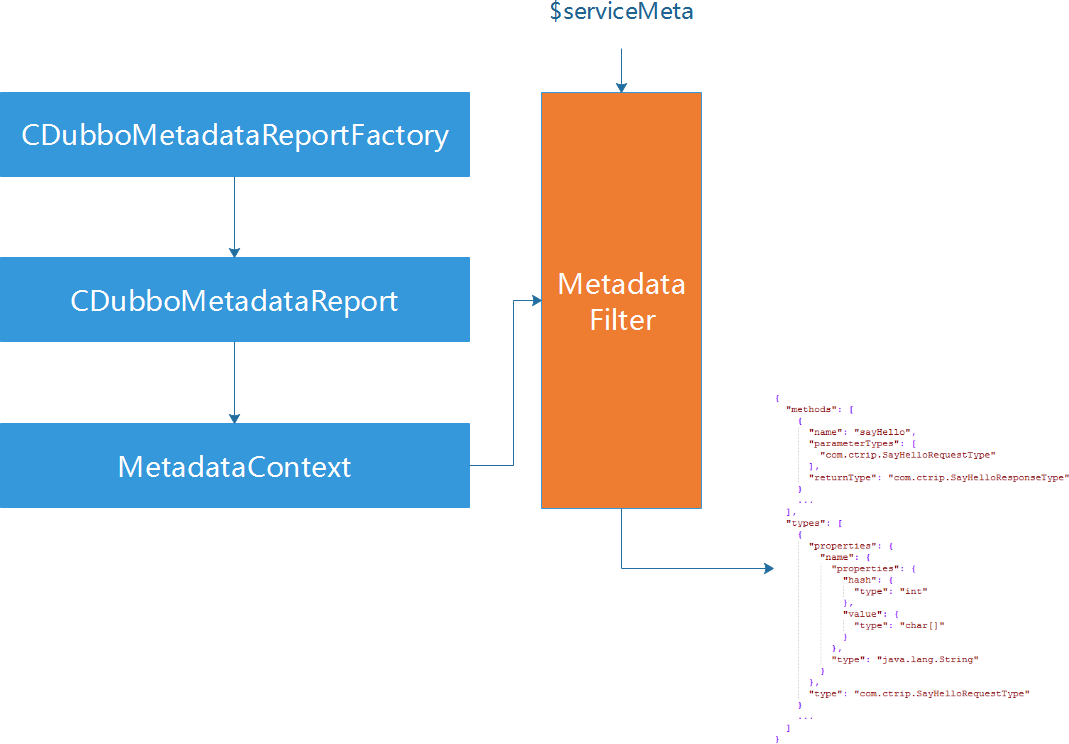 $serviceMeta
CDubboMetadataReportFactory
CDubboMetadataReport
MetadataContext
Metadata
Filter
{
"methods": [
{
"name": "sayHello",
"parameterTypes": [
"com.ctrip.SayHelloRequestType"
],
"returnType": "com.ctrip.SayHelloResponseType"
}
...
],
"types": [
{
"properties": {
"name": {
"properties": {
"hash": {
"type": "int"
},
"value": {
"type": "char[]"
}
},
"type": "java.lang.String"
}
},
"type": "com.ctrip.SayHelloRequestType"
}
...
]
}